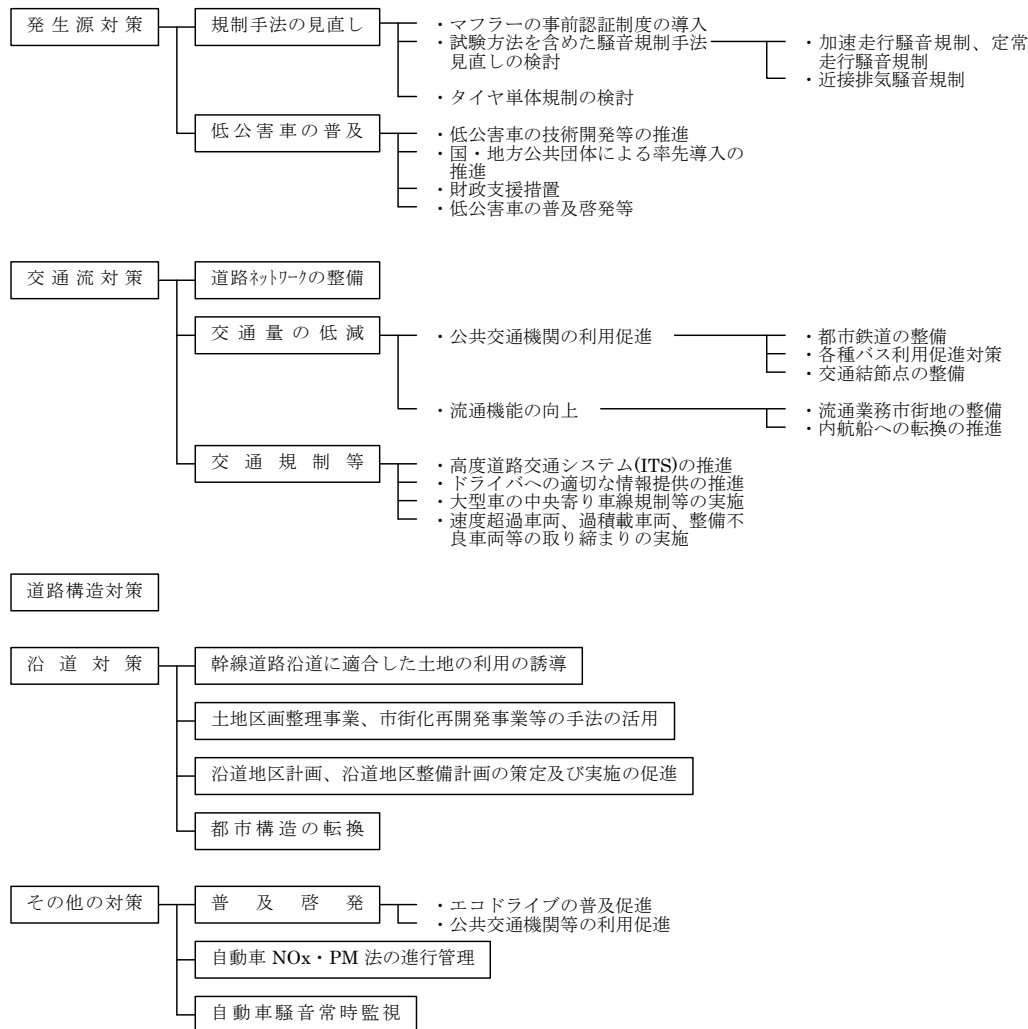 発生源対策
規制手法の見直し
・マフラーの事前認証制度の導入
・試験方法を含めた騒音規制手法
見直しの検討
・加速走行騒音規制、定常
走行騒音規制
・近接排気騒音規制
・タイヤ単体規制の検討
低公害車の普及
・低公害車の技術開発等の推進
・国・地方公共団体による率先導入の
推進
・財政支援措置
・低公害車の普及啓発等
交通流対策
道路ネットワークの整備
交通量の低減
・公共交通機関の利用促進
・都市鉄道の整備
・各種バス利用促進対策
・交通結節点の整備
・流通機能の向上
・流通業務市街地の整備
・内航船への転換の推進
交通規制等
・高度道路交通システム(ITS)の推進
・ドライバへの適切な情報提供の推進
・大型車の中央寄り車線規制等の実施
・速度超過車両、過積載車両、整備不
良車両等の取り締まりの実施
道路構造対策
沿道対策
幹線道路沿道に適合した土地の利用の誘導
土地区画整理事業、市街化再開発事業等の手法の活用
沿道地区計画、沿道地区整備計画の策定及び実施の促進
都市構造の転換
その他の対策
普及啓発
・エコドライブの普及促進
・公共交通機関等の利用促進
自動車 NOx・PM 法の進行管理
自動車騒音常時監視